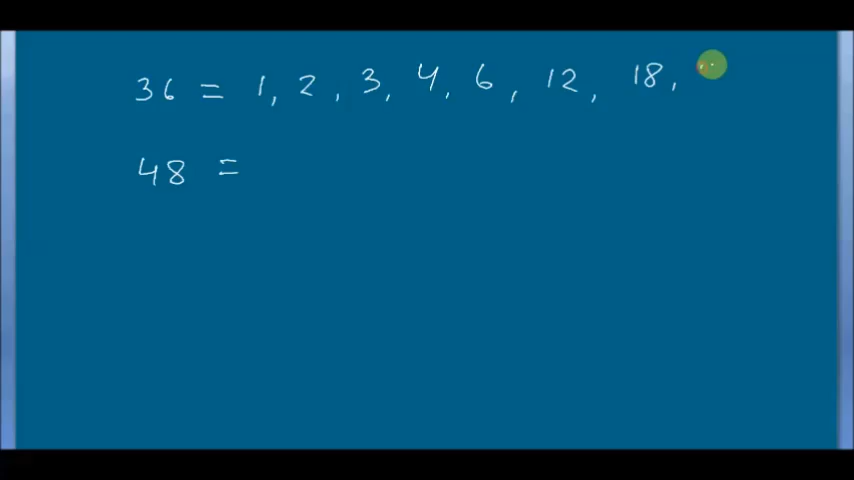 36 = 1, 2, 3, 4, 6, 12, 18,
48 =